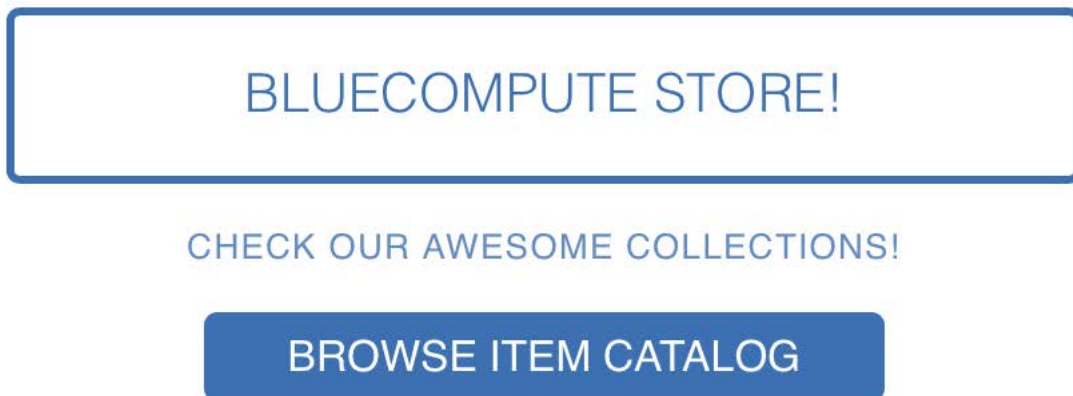 BLUECOMPUTE STORE!
CHECK OUR AWESOME COLLECTIONS!
BROWSE ITEM CATALOG